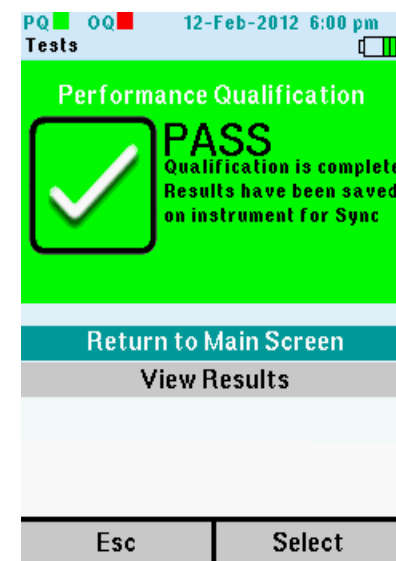 PQ OQ 12-Feb-2012 6:00 pm
Tests
Performance Qualification
PASS
Qualification is complete
Results have been saved
on instrument for Sync
Return to Main Screen
View Results
Esc Select